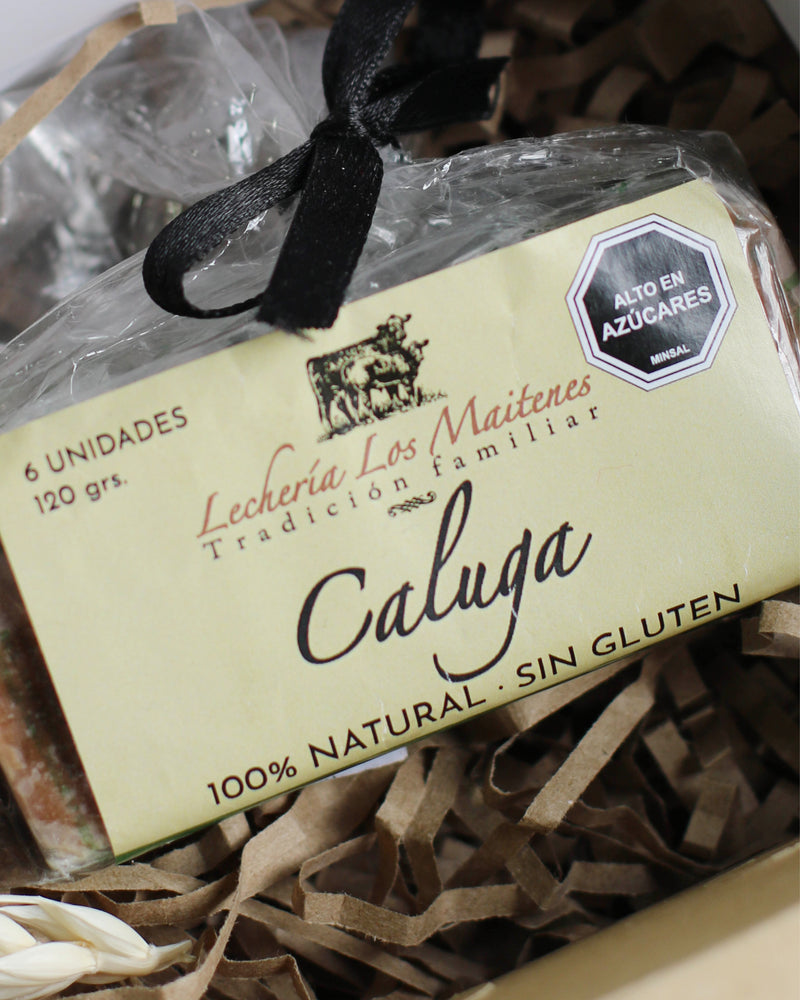 6 UNIDADES
120 grs.
Lechería Los Maitenes
Tradición familiar
ALTO EN
AZÚCARES
MINSAL
Caluga
100% NATURAL · SIN GLUTEN